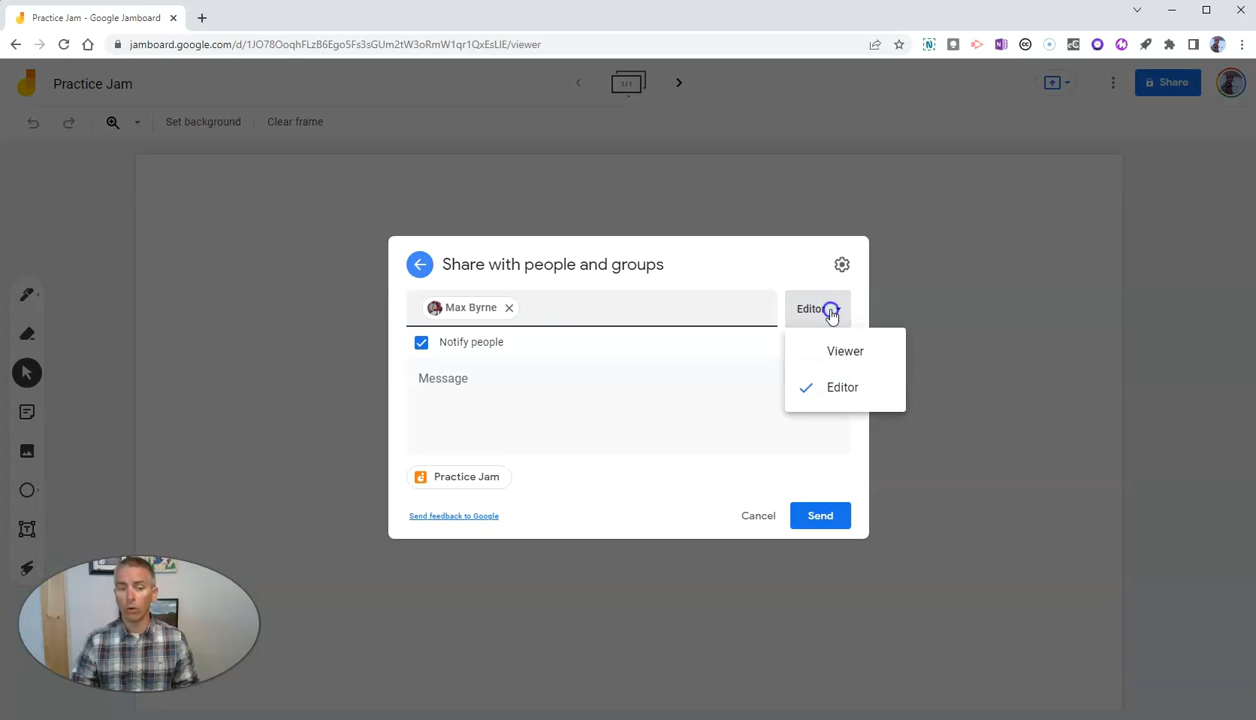 Practice Jam - Google Jamboard
jamboard.google.com/d/1JO78OoqhFLzB6Ego5Fs3sGUm2tW3oRmW1qr1QxEsLIE/viewer
Practice Jam
Share
Set background
Clear frame
Share with people and groups
Max Byrne
Editor
Notify people
Viewer
Message
Editor
Practice Jam
Send feedback to Google
Cancel
Send